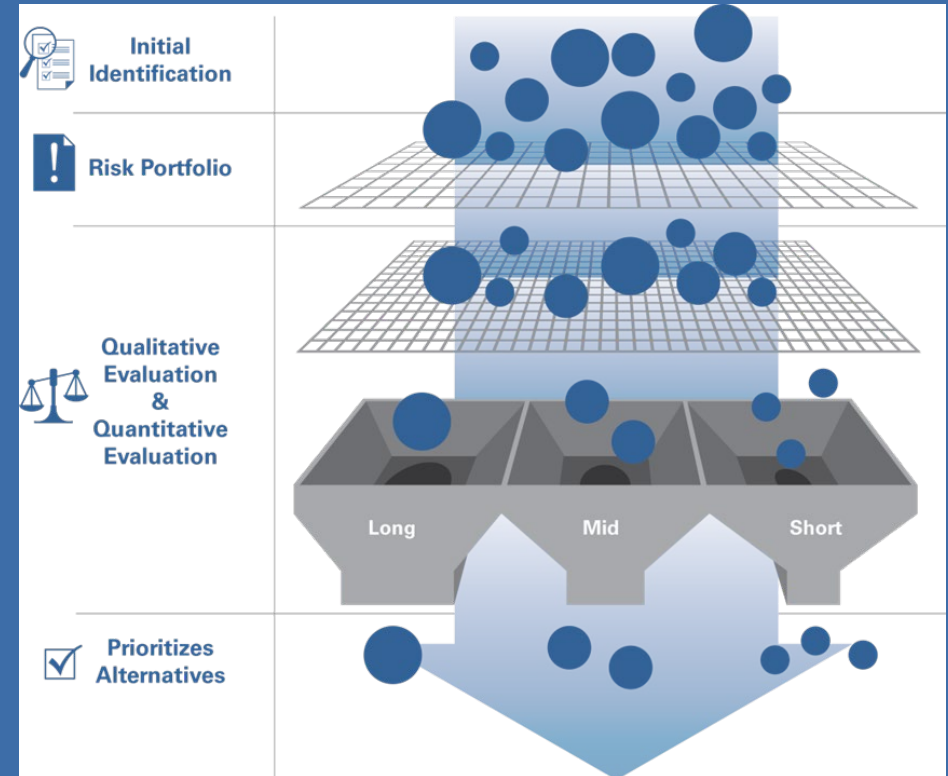 Initial
Identification
Risk Portfolio
Qualitative
Evaluation
&
Quantitative
Evaluation
Long
Mid
Short
Prioritizes
Alternatives